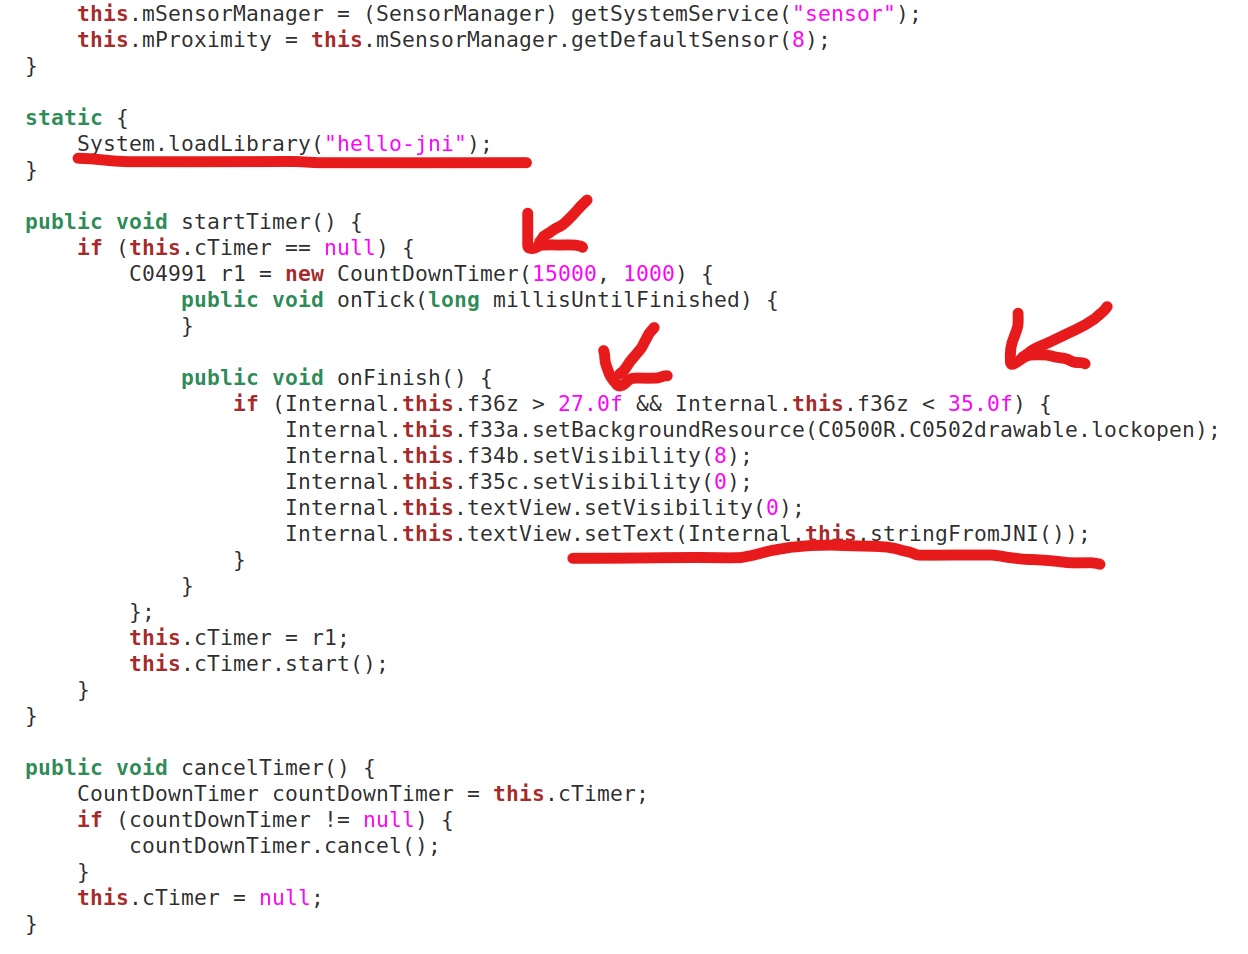 this.mSensorManager = (SensorManager) getSystemService("sensor");
this.mProximity = this.mSensorManager.getDefaultSensor(8);
}
static {
System.loadLibrary("hello-jni");
}
public void startTimer() {
if (this.cTimer == null) {
C04991 r1 = new CountDownTimer(15000, 1000) {
public void onTick(long millisUntilFinished) {
}
public void onFinish() {
if (Internal.this.f36z > 27.0f && Internal.this.f36z < 35.0f) {
Internal.this.f33a.setBackgroundResource(C0500R.C0502drawable.lockopen);
Internal.this.f34b.setVisibility(8);
Internal.this.f35c.setVisibility(0);
Internal.this.textView.setVisibility(0);
Internal.this.textView.setText(Internal.this.stringFromJNI());
}
}
};
this.cTimer = r1;
this.cTimer.start();
}
}
public void cancelTimer() {
CountDownTimer countDownTimer = this.cTimer;
if (countDownTimer != null) {
countDownTimer.cancel();
}
this.cTimer = null;
}